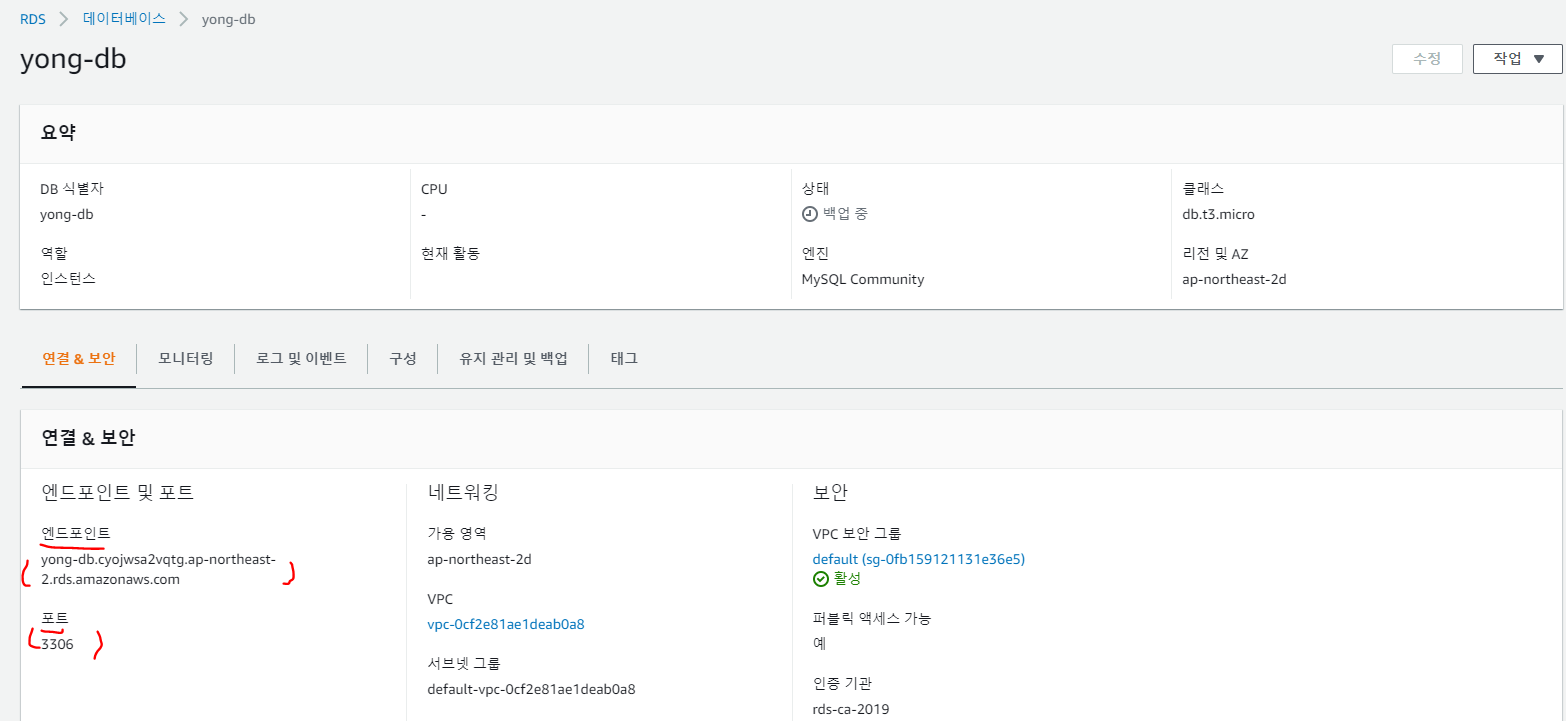 RDS > 데이터베이스 > yong-db
yong-db
수정
작업 ▼
요약
DB 식별자
yong-db
CPU
-
상태
백업 중
클래스
db.t3.micro
역할
인스턴스
현재 활동
엔진
MySQL Community
리전 및 AZ
ap-northeast-2d
연결 & 보안
모니터링
로그 및 이벤트
구성
유지 관리 및 백업
태그
연결 & 보안
엔드포인트 및 포트
엔드포인트
yong-db.cyojwsa2vqtg.ap-northeast-
2.rds.amazonaws.com
포트
3306
네트워킹
가용 영역
ap-northeast-2d
VPC
vpc-0cf2e81ae1deab0a8
서브넷 그룹
default-vpc-0cf2e81ae1deab0a8
보안
VPC 보안 그룹
default (sg-0fb159121131e36e5)
활성
퍼블릭 액세스 가능
예
인증 기관
rds-ca-2019